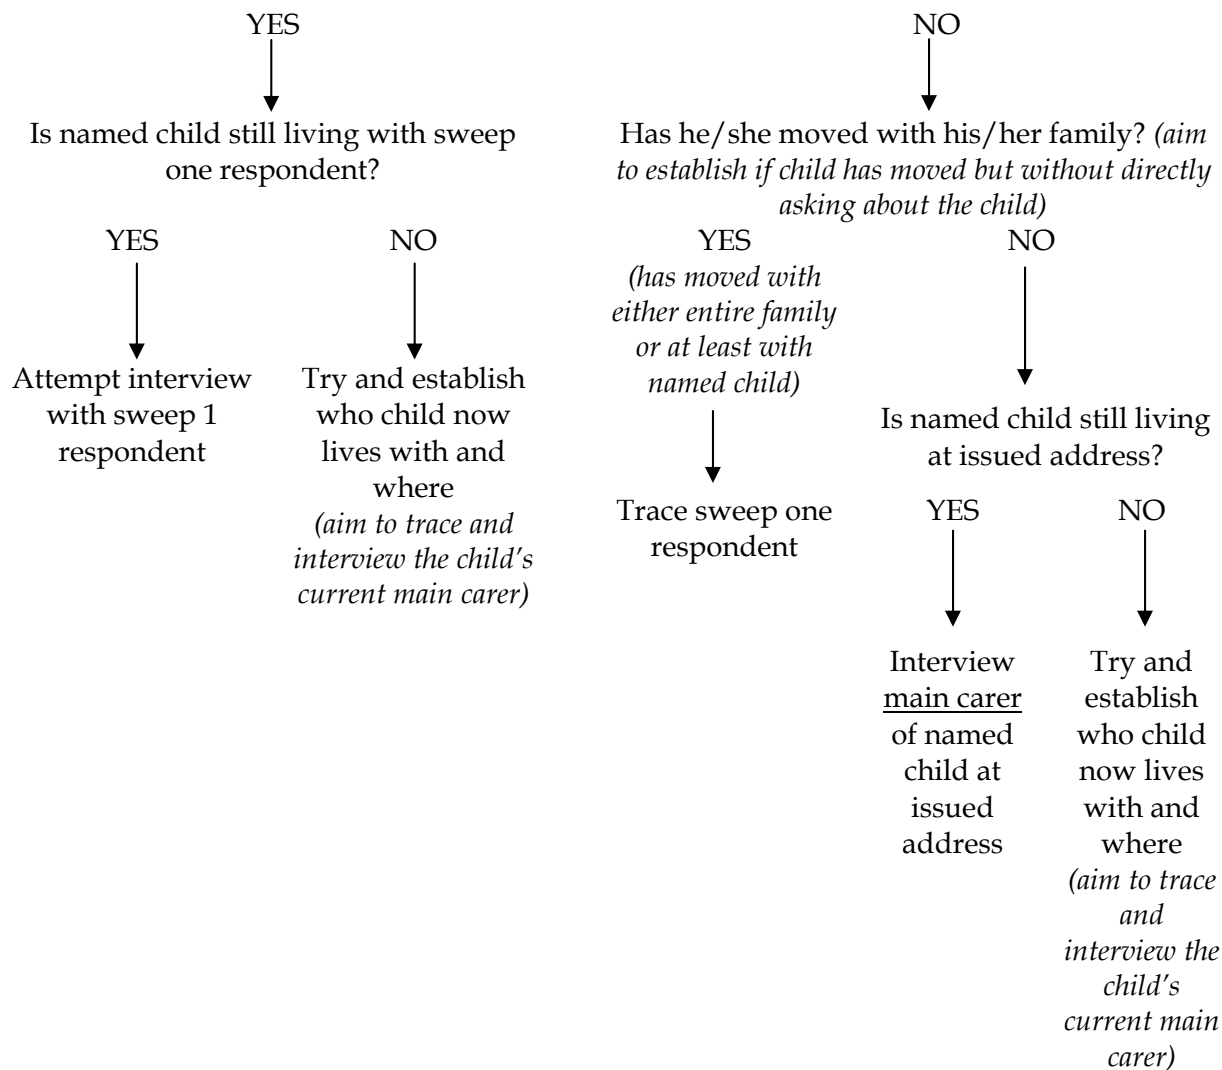 YES
Is named child still living with sweep
one respondent?
YES
Attempt interview
with sweep 1
respondent
NO
Try and establish
who child now
lives with and
where
(aim to trace and
interview the child's
current main carer)
NO
Has he/she moved with his/her family? (aim
to establish if child has moved but without directly
asking about the child)
YES
(has moved with
either entire family
or at least with
named child)
Trace sweep one
respondent
NO
Is named child still living
at issued address?
YES
Interview
main carer
of named
child at
issued
address
NO
Try and
establish
who child
now lives
with and
where
(aim to trace
and
interview the
child's
current main
carer)